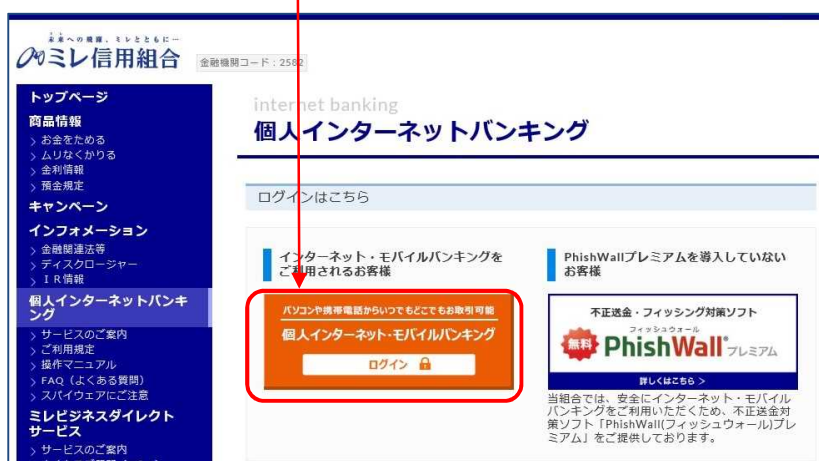 未来への飛躍、ミレとともに―
ミレ信用組合
金融機関コード：2582
トップページ
商品情報
> お金をためる
> ムリなくかりる
> 金利情報
> 預金規定
キャンペーン
インフォメーション
> 金融関連法等
> ディスクロージャー
> ＩＲ情報
個人インターネットバンキ
ング
> サービスのご案内
> ご利用規定
> 操作マニュアル
> FAQ（よくある質問）
> スパイウェアにご注意
ミレビジネスダイレクト
サービス
> サービスのご案内
internet banking
個人インターネットバンキング
ログインはこちら
インターネット・モバイルバンキングを
ご利用されるお客様
パソコンや携帯電話からいつでもどこでもお取引可能
個人インターネット・モバイルバンキング
ログイン
PhishWallプレミアムを導入していない
お客様
不正送金・フィッシング対策ソフト
フィッシュウォール
無料 PhishWall プレミアム
詳しくはこちら >
当組合では、安全にインターネット・モバイル
バンキングをご利用いただくため、不正送金対
策ソフト「PhishWall(フィッシュウォール)プレ
ミアム」をご提供しております。